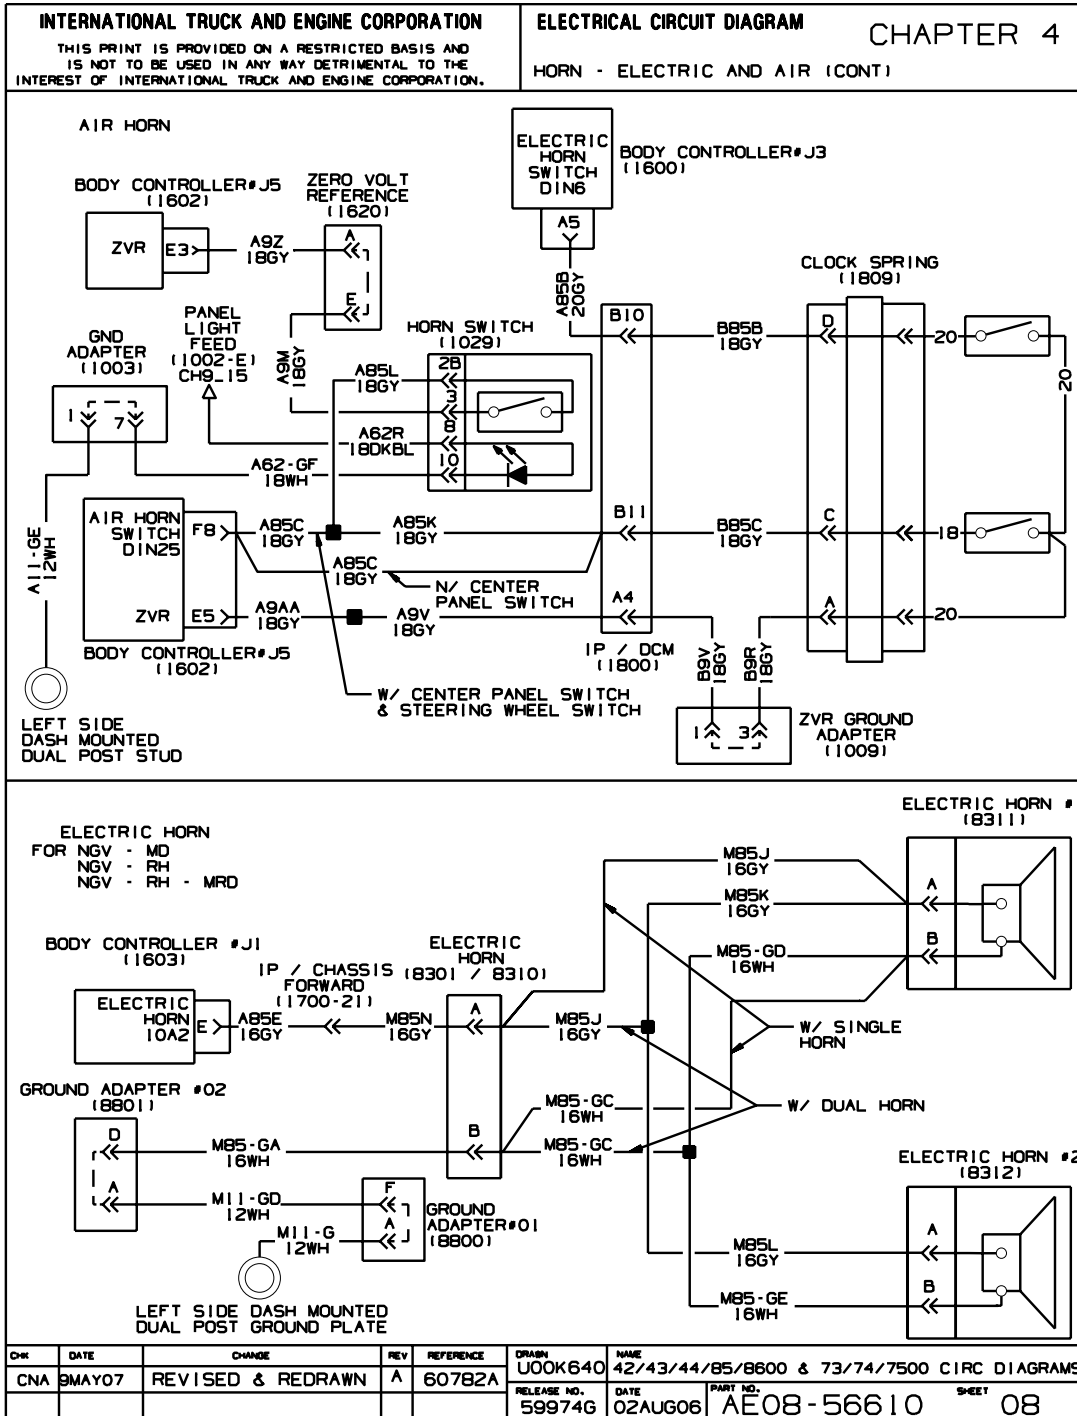 INTERNATIONAL TRUCK AND ENGINE CORPORATION
THIS PRINT IS PROVIDED ON A RESTRICTED BASIS AND
IS NOT TO BE USED IN ANY WAY DETRIMENTAL TO THE
INTEREST OF INTERNATIONAL TRUCK AND ENGINE CORPORATION.
ELECTRICAL CIRCUIT DIAGRAM
CHAPTER 4
HORN - ELECTRIC AND AIR (CONT)
AIR HORN
ELECTRIC
HORN
SWITCH
DIN6
A5
BODY CONTROLLER#J3
(1600)
BODY CONTROLLER#J5
(1602)
ZVR
E3
A9Z
18GY
ZERO VOLT
REFERENCE
(1620)
A
E
A9M
18GY
A85B
20GY
CLOCK SPRING
(1809)
PANEL
LIGHT
FEED
(1002-E)
CH9_15
GND
ADAPTER
(1003)
1
7
HORN SWITCH
(1029)
2B
3
8
10
A85L
18GY
A62R
18DKBL
A62-GF
18WH
B10
B85B
18GY
D
20
20
AIR HORN
SWITCH
DIN25
F8
A85C
18GY
A85K
18GY
B11
B85C
18GY
C
18
A11-GE
12WH
A85C
18GY
N/ CENTER
PANEL SWITCH
ZVR
E5
A9AA
18GY
A9V
18GY
A4
A
20
BODY CONTROLLER#J5
(1602)
IP / DCM
(1800)
B9V
18GY
B9R
18GY
W/ CENTER PANEL SWITCH
& STEERING WHEEL SWITCH
LEFT SIDE
DASH MOUNTED
DUAL POST STUD
1
3
ZVR GROUND
ADAPTER
(1009)
ELECTRIC HORN
FOR NGV - MD
NGV - RH
NGV - RH - MRD
ELECTRIC HORN #
(8311)
M85J
16GY
M85K
16GY
A
M85-GD
16WH
B
BODY CONTROLLER #J1
(1603)
IP / CHASSIS
FORWARD
(1700-21)
ELECTRIC
HORN
(8301 / 8310)
ELECTRIC
HORN
10A2
E
A85E
16GY
M85N
16GY
A
M85J
16GY
W/ SINGLE
HORN
GROUND ADAPTER #02
(8801)
M85-GC
16WH
W/ DUAL HORN
D
M85-GA
16WH
B
M85-GC
16WH
ELECTRIC HORN #2
(8312)
A
M11-GD
12WH
F
A
GROUND
ADAPTER#01
(8800)
M11-G
12WH
M85L
16GY
A
M85-GE
16WH
B
LEFT SIDE DASH MOUNTED
DUAL POST GROUND PLATE
CHK DATE CHANGE REV REFERENCE
CNA 9MAY07 REVISED & REDRAWN A 60782A
DRAWN
U00K640
NAME
42/43/44/85/8600 & 73/74/7500 CIRC DIAGRAMS
RELEASE NO.
59974G
DATE
02AUG06
PART NO.
AE08-56610
SHEET
08